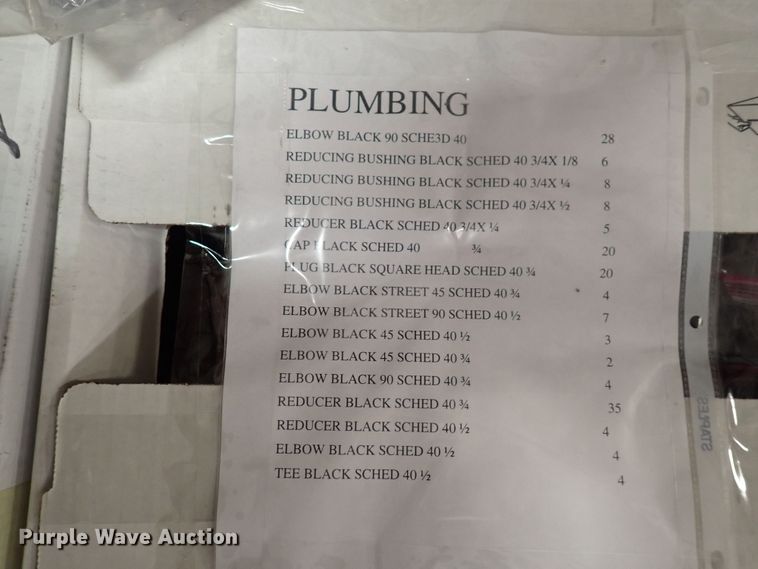 PLUMBING
ELBOW BLACK 90 SCHE3D 40 28
REDUCING BUSHING BLACK SCHED 40 3/4X 1/8 6
REDUCING BUSHING BLACK SCHED 40 3/4X ¼ 8
REDUCING BUSHING BLACK SCHED 40 3/4X ½ 8
REDUCER BLACK SCHED 40 3/4X ¼ 5
CAP BLACK SCHED 40 ¾ 20
PLUG BLACK SQUARE HEAD SCHED 40 ¾ 20
ELBOW BLACK STREET 45 SCHED 40 ¾ 4
ELBOW BLACK STREET 90 SCHED 40 ½ 7
ELBOW BLACK 45 SCHED 40 ½ 3
ELBOW BLACK 45 SCHED 40 ¾ 2
ELBOW BLACK 90 SCHED 40 ¾ 4
REDUCER BLACK SCHED 40 ¾ 35
REDUCER BLACK SCHED 40 ½ 4
ELBOW BLACK SCHED 40 ½ 4
TEE BLACK SCHED 40 ½ 4
STAPLES
Purple Wave Auction